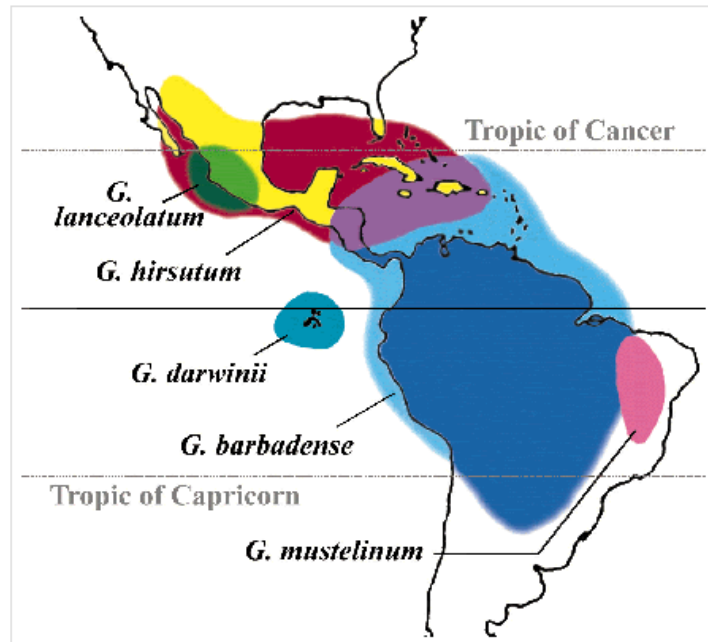 Tropic of Cancer
G.
lanceolatum
G. hirsutum
G. darwinii
G. barbadense
Tropic of Capricorn
G. mustelinum